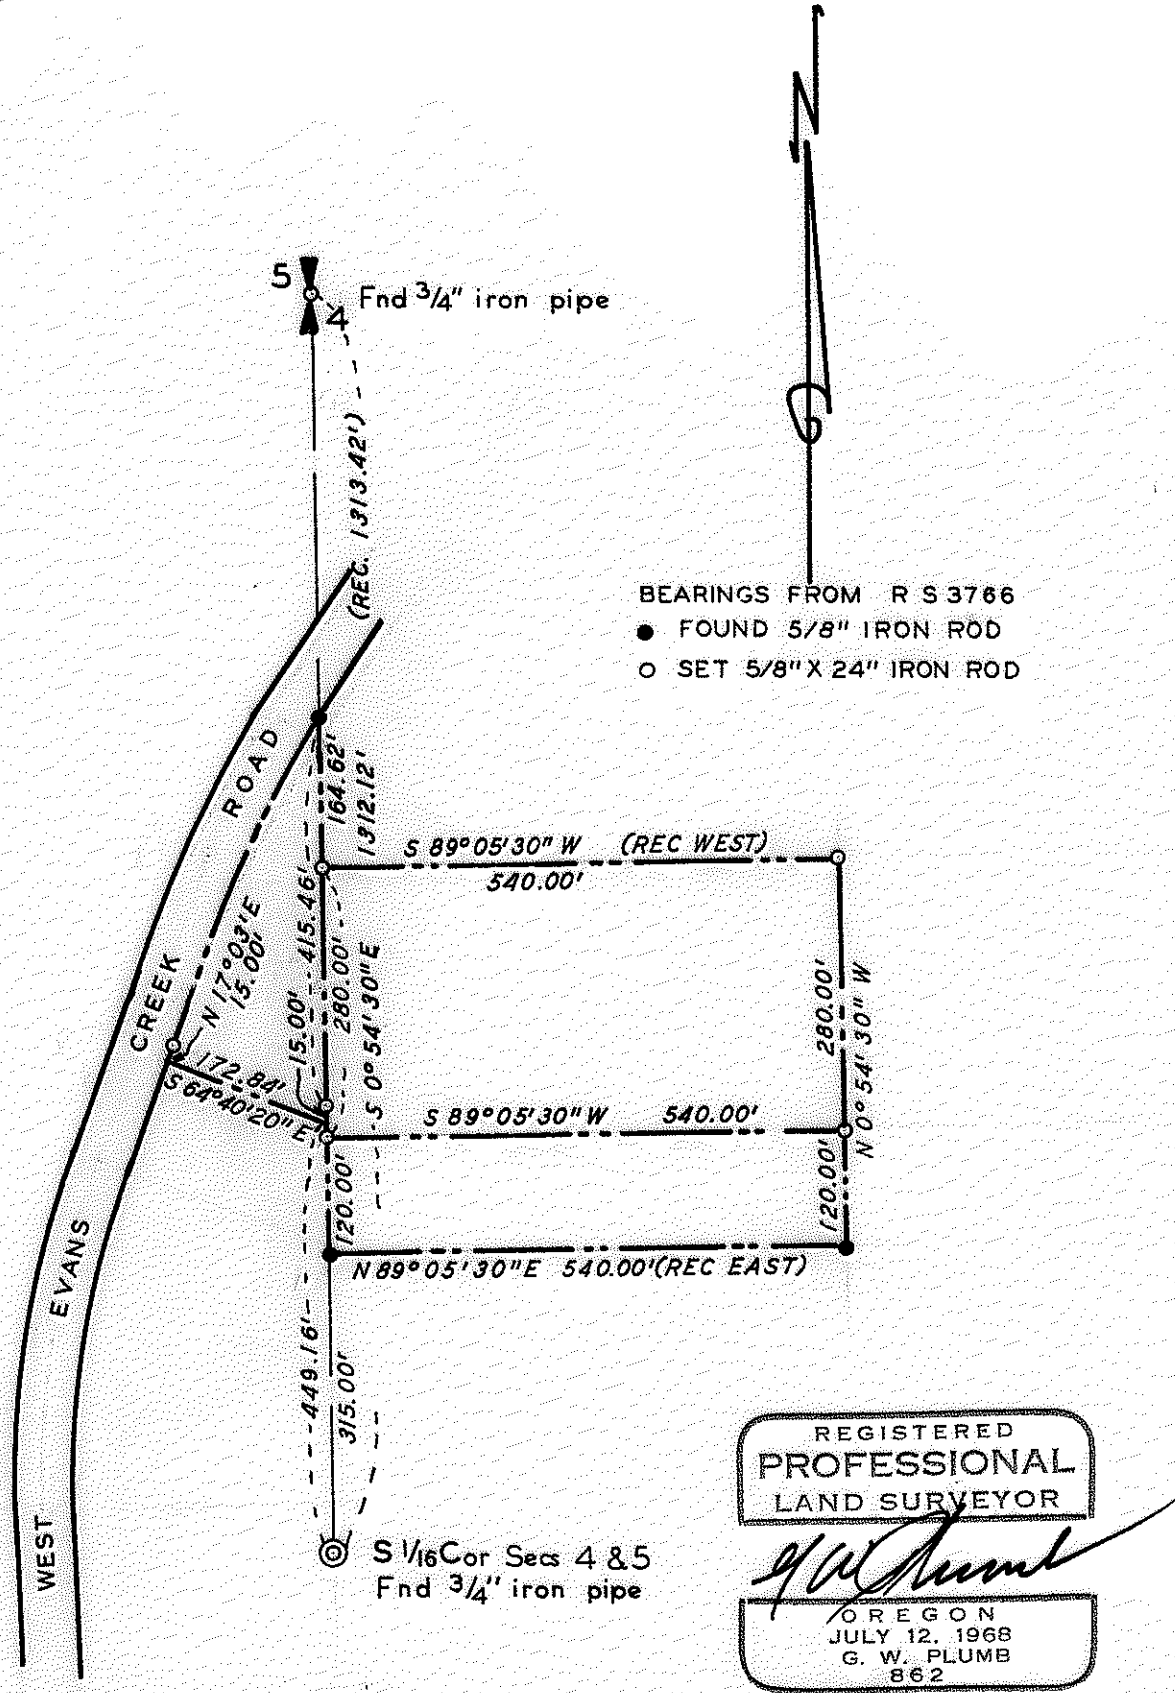 N
5
4
Fnd 3/4" iron pipe
(REC. 1313.42')
BEARINGS FROM R S 3766
FOUND 5/8" IRON ROD
SET 5/8" X 24" IRON ROD
164.62'
1312.12'
S 89°05'30" W (REC WEST)
540.00'
415.46'
280.00'
S 0°54'30" E
15.00'
N 17°03' E
15.00'
172.84'
S 64°40'20" E
280.00'
N 0°54'30" W
S 89°05'30" W 540.00'
120.00'
120.00'
N 89°05'30" E 540.00' (REC EAST)
449.16'
315.00'
WEST EVANS CREEK ROAD
S 1/16 Cor Secs 4 & 5
Fnd 3/4" iron pipe
REGISTERED
PROFESSIONAL
LAND SURVEYOR
G W Plumb
OREGON
JULY 12, 1968
G. W. PLUMB
862